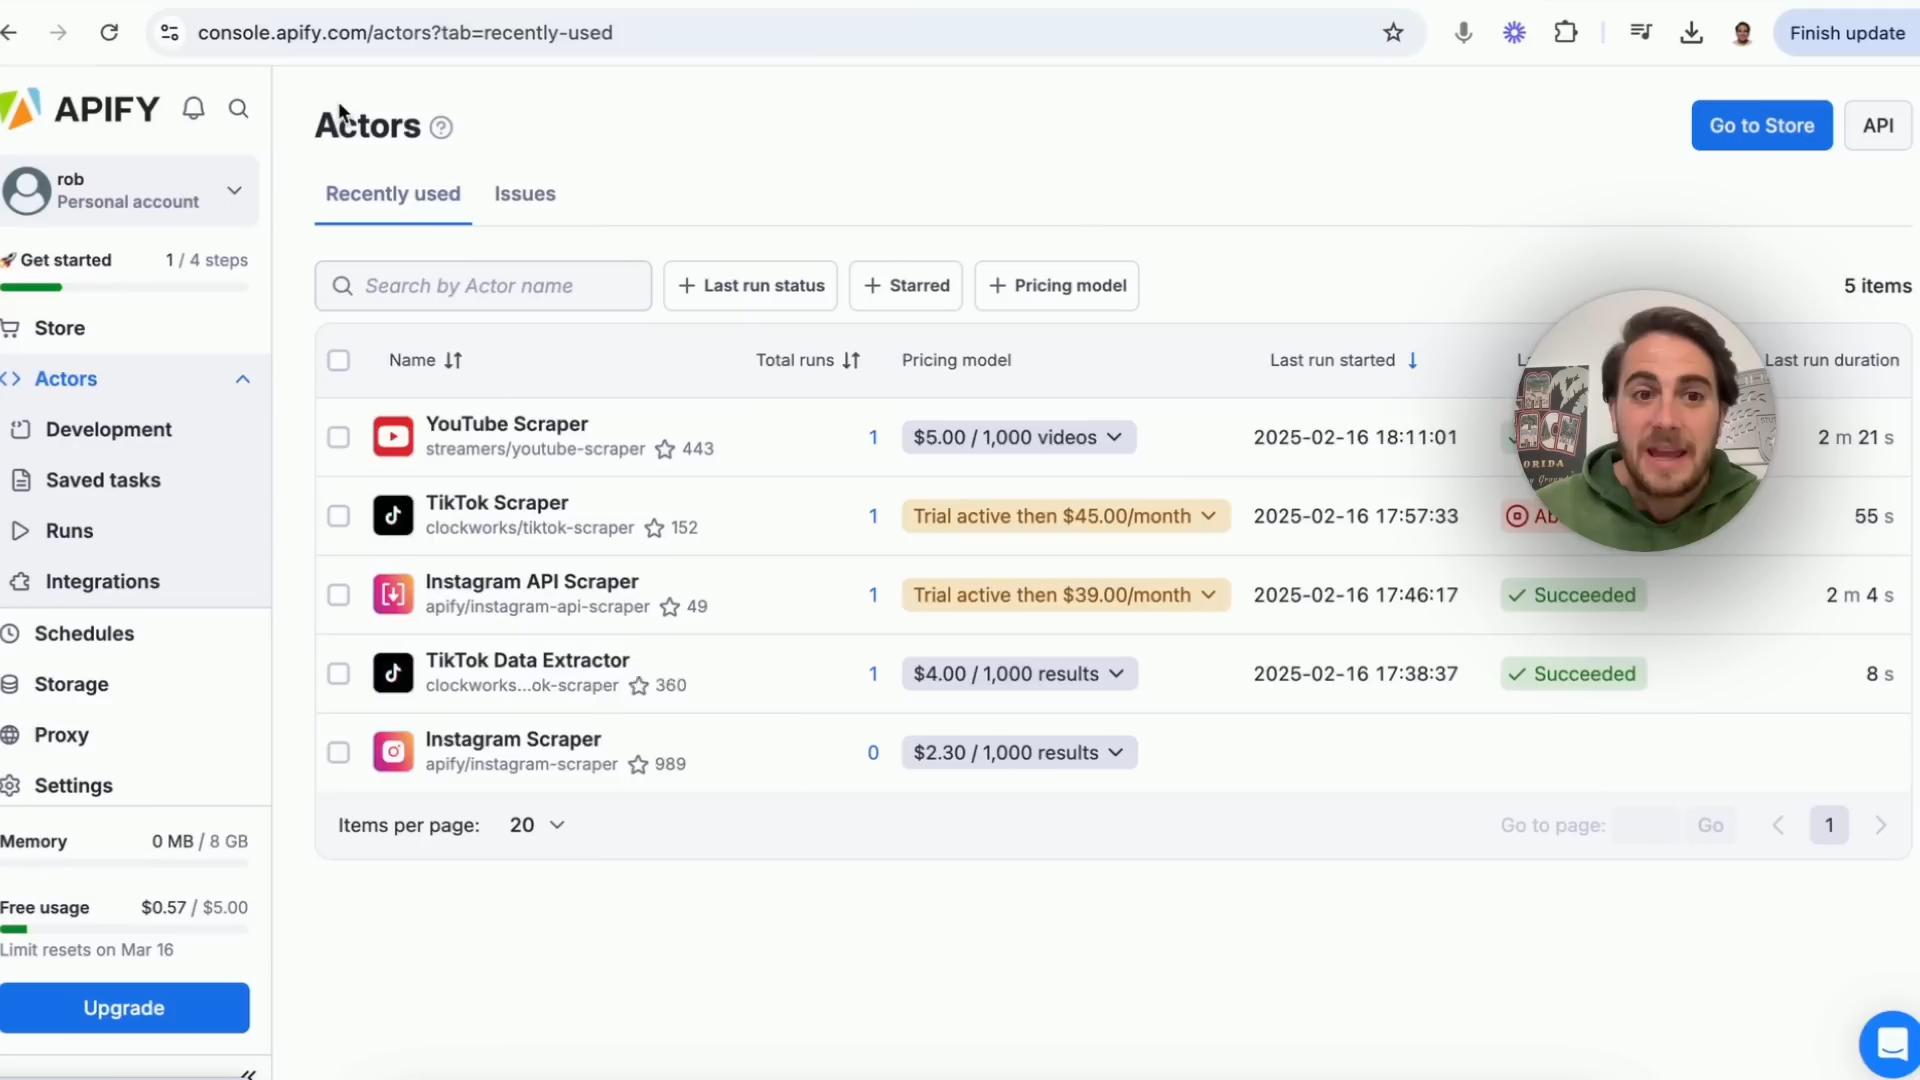 console.apify.com/actors?tab=recently-used
Finish update
APIFY
rob
Personal account
Get started 1 / 4 steps
Store
Actors
Development
Saved tasks
Runs
Integrations
Schedules
Storage
Proxy
Settings
Memory 0 MB / 8 GB
Free usage $0.57 / $5.00
Limit resets on Mar 16
Upgrade
Actors
Go to Store
API
Recently used
Issues
Search by Actor name
Last run status
Starred
Pricing model
5 items
Name Total runs Pricing model Last run started Last run duration
YouTube Scraper
streamers/youtube-scraper 443
1 $5.00 / 1,000 videos 2025-02-16 18:11:01 2 m 21 s
TikTok Scraper
clockworks/tiktok-scraper 152
1 Trial active then $45.00/month 2025-02-16 17:57:33 Ab 55 s
Instagram API Scraper
apify/instagram-api-scraper 49
1 Trial active then $39.00/month 2025-02-16 17:46:17 Succeeded 2 m 4 s
TikTok Data Extractor
clockworks...ok-scraper 360
1 $4.00 / 1,000 results 2025-02-16 17:38:37 Succeeded 8 s
Instagram Scraper
apify/instagram-scraper 989
0 $2.30 / 1,000 results
Items per page: 20
Go to page: Go 1